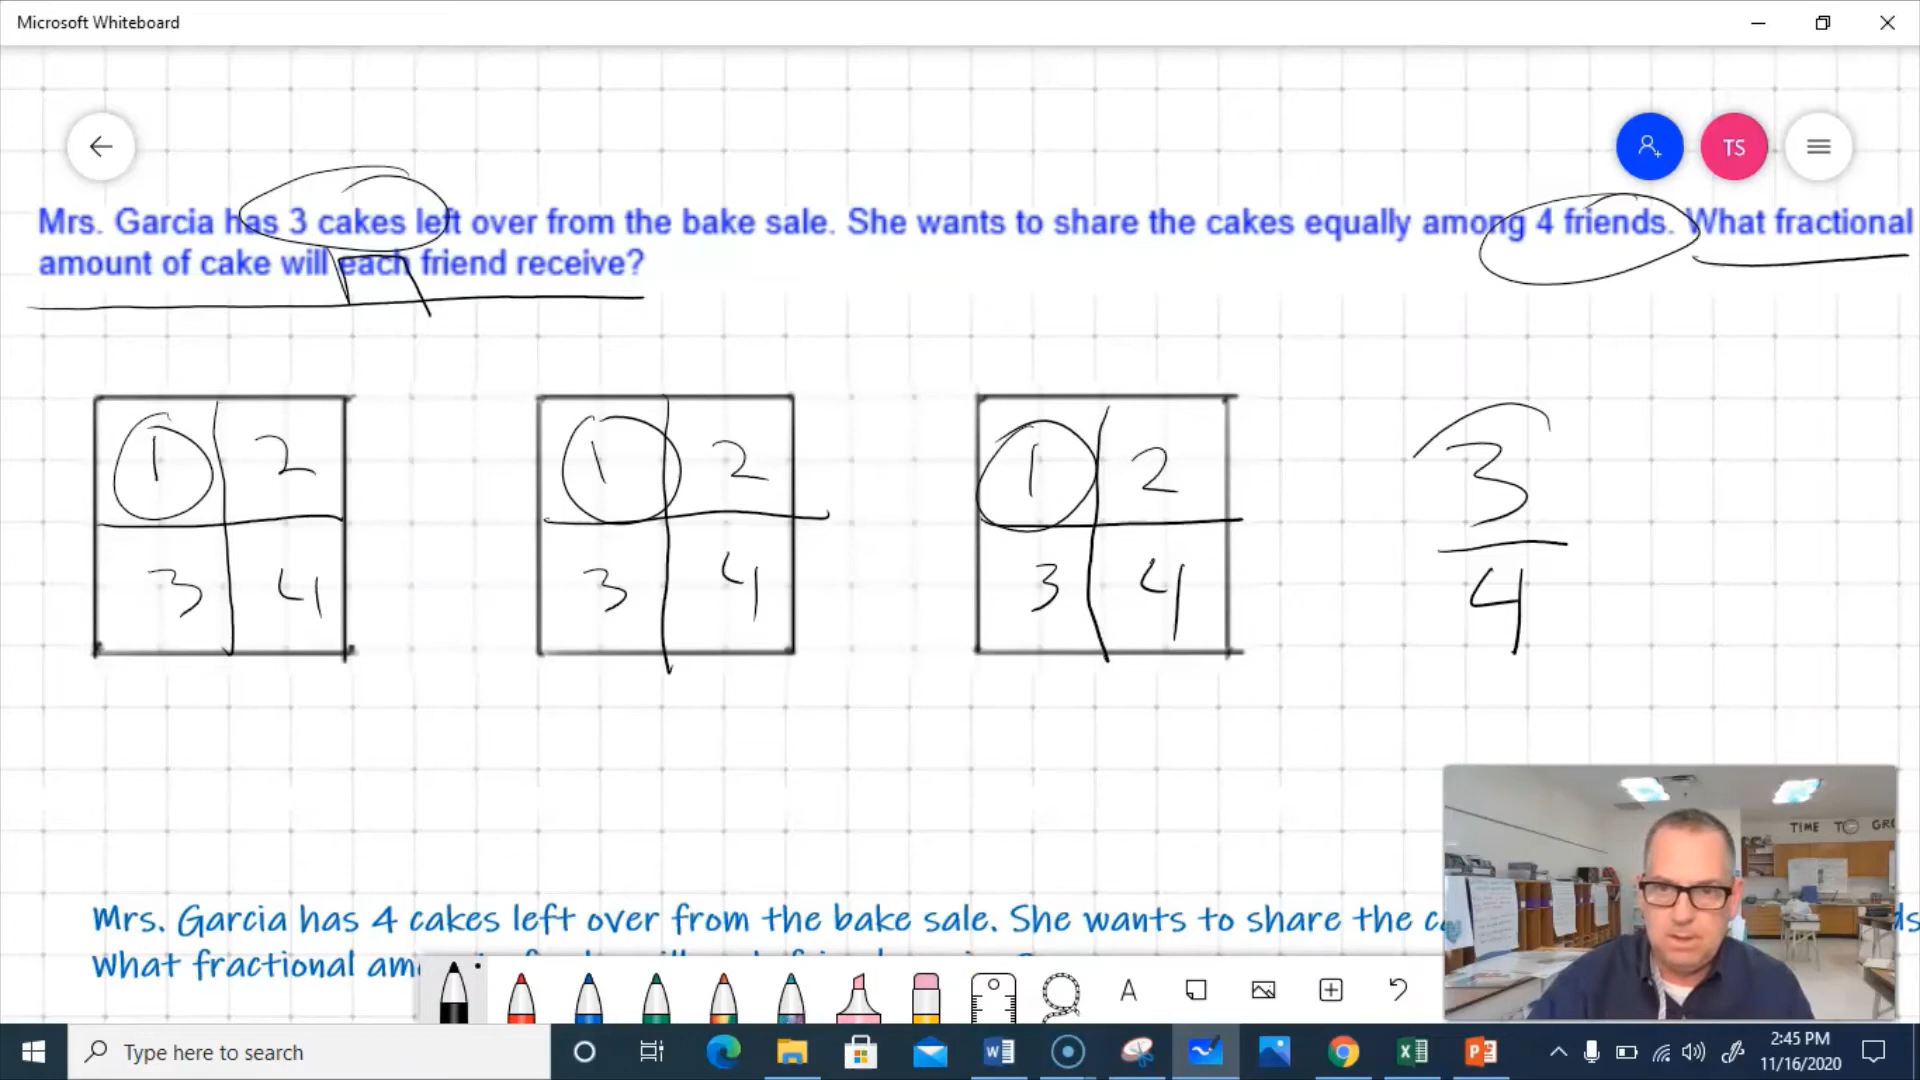 Microsoft Whiteboard
TS
Mrs. Garcia has 3 cakes left over from the bake sale. She wants to share the cakes equally among 4 friends. What fractional
amount of cake will each friend receive?
1 2 1 2 1 2 3
3 4 3 4 3 4 4
TIME TO GR
Mrs. Garcia has 4 cakes left over from the bake sale. She wants to share the c ds
What fractional am
A
Type here to search
2:45 PM
11/16/2020